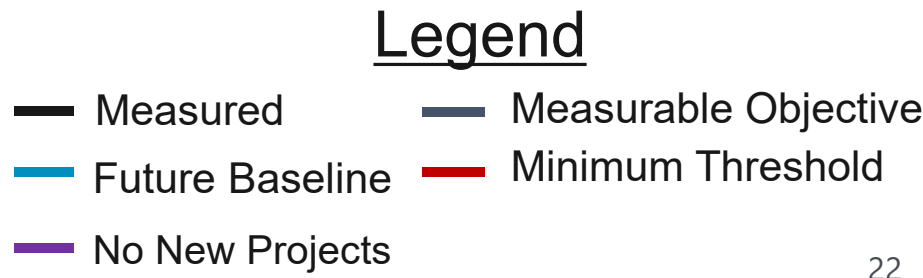 Legend
Measured
Measurable Objective
Future Baseline
Minimum Threshold
No New Projects
22